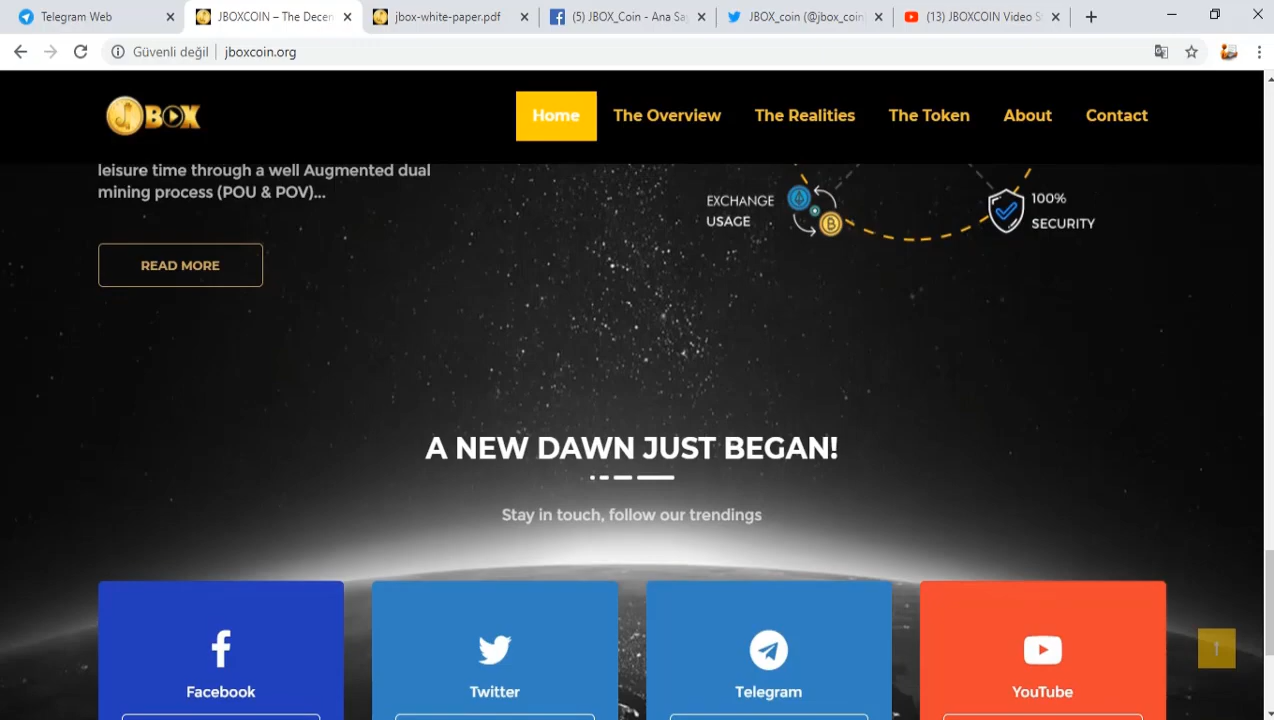 Telegram Web
JBOXCOIN – The Decen
jbox-white-paper.pdf
(5) JBOX_Coin - Ana Say
JBOX_coin (@jbox_coin
(13) JBOXCOIN Video S
Güvenli değil
jboxcoin.org
JBOX
Home
The Overview
The Realities
The Token
About
Contact
leisure time through a well Augmented dual
mining process (POU & POV)...
READ MORE
EXCHANGE
USAGE
100%
SECURITY
A NEW DAWN JUST BEGAN!
Stay in touch, follow our trendings
Facebook
Twitter
Telegram
YouTube